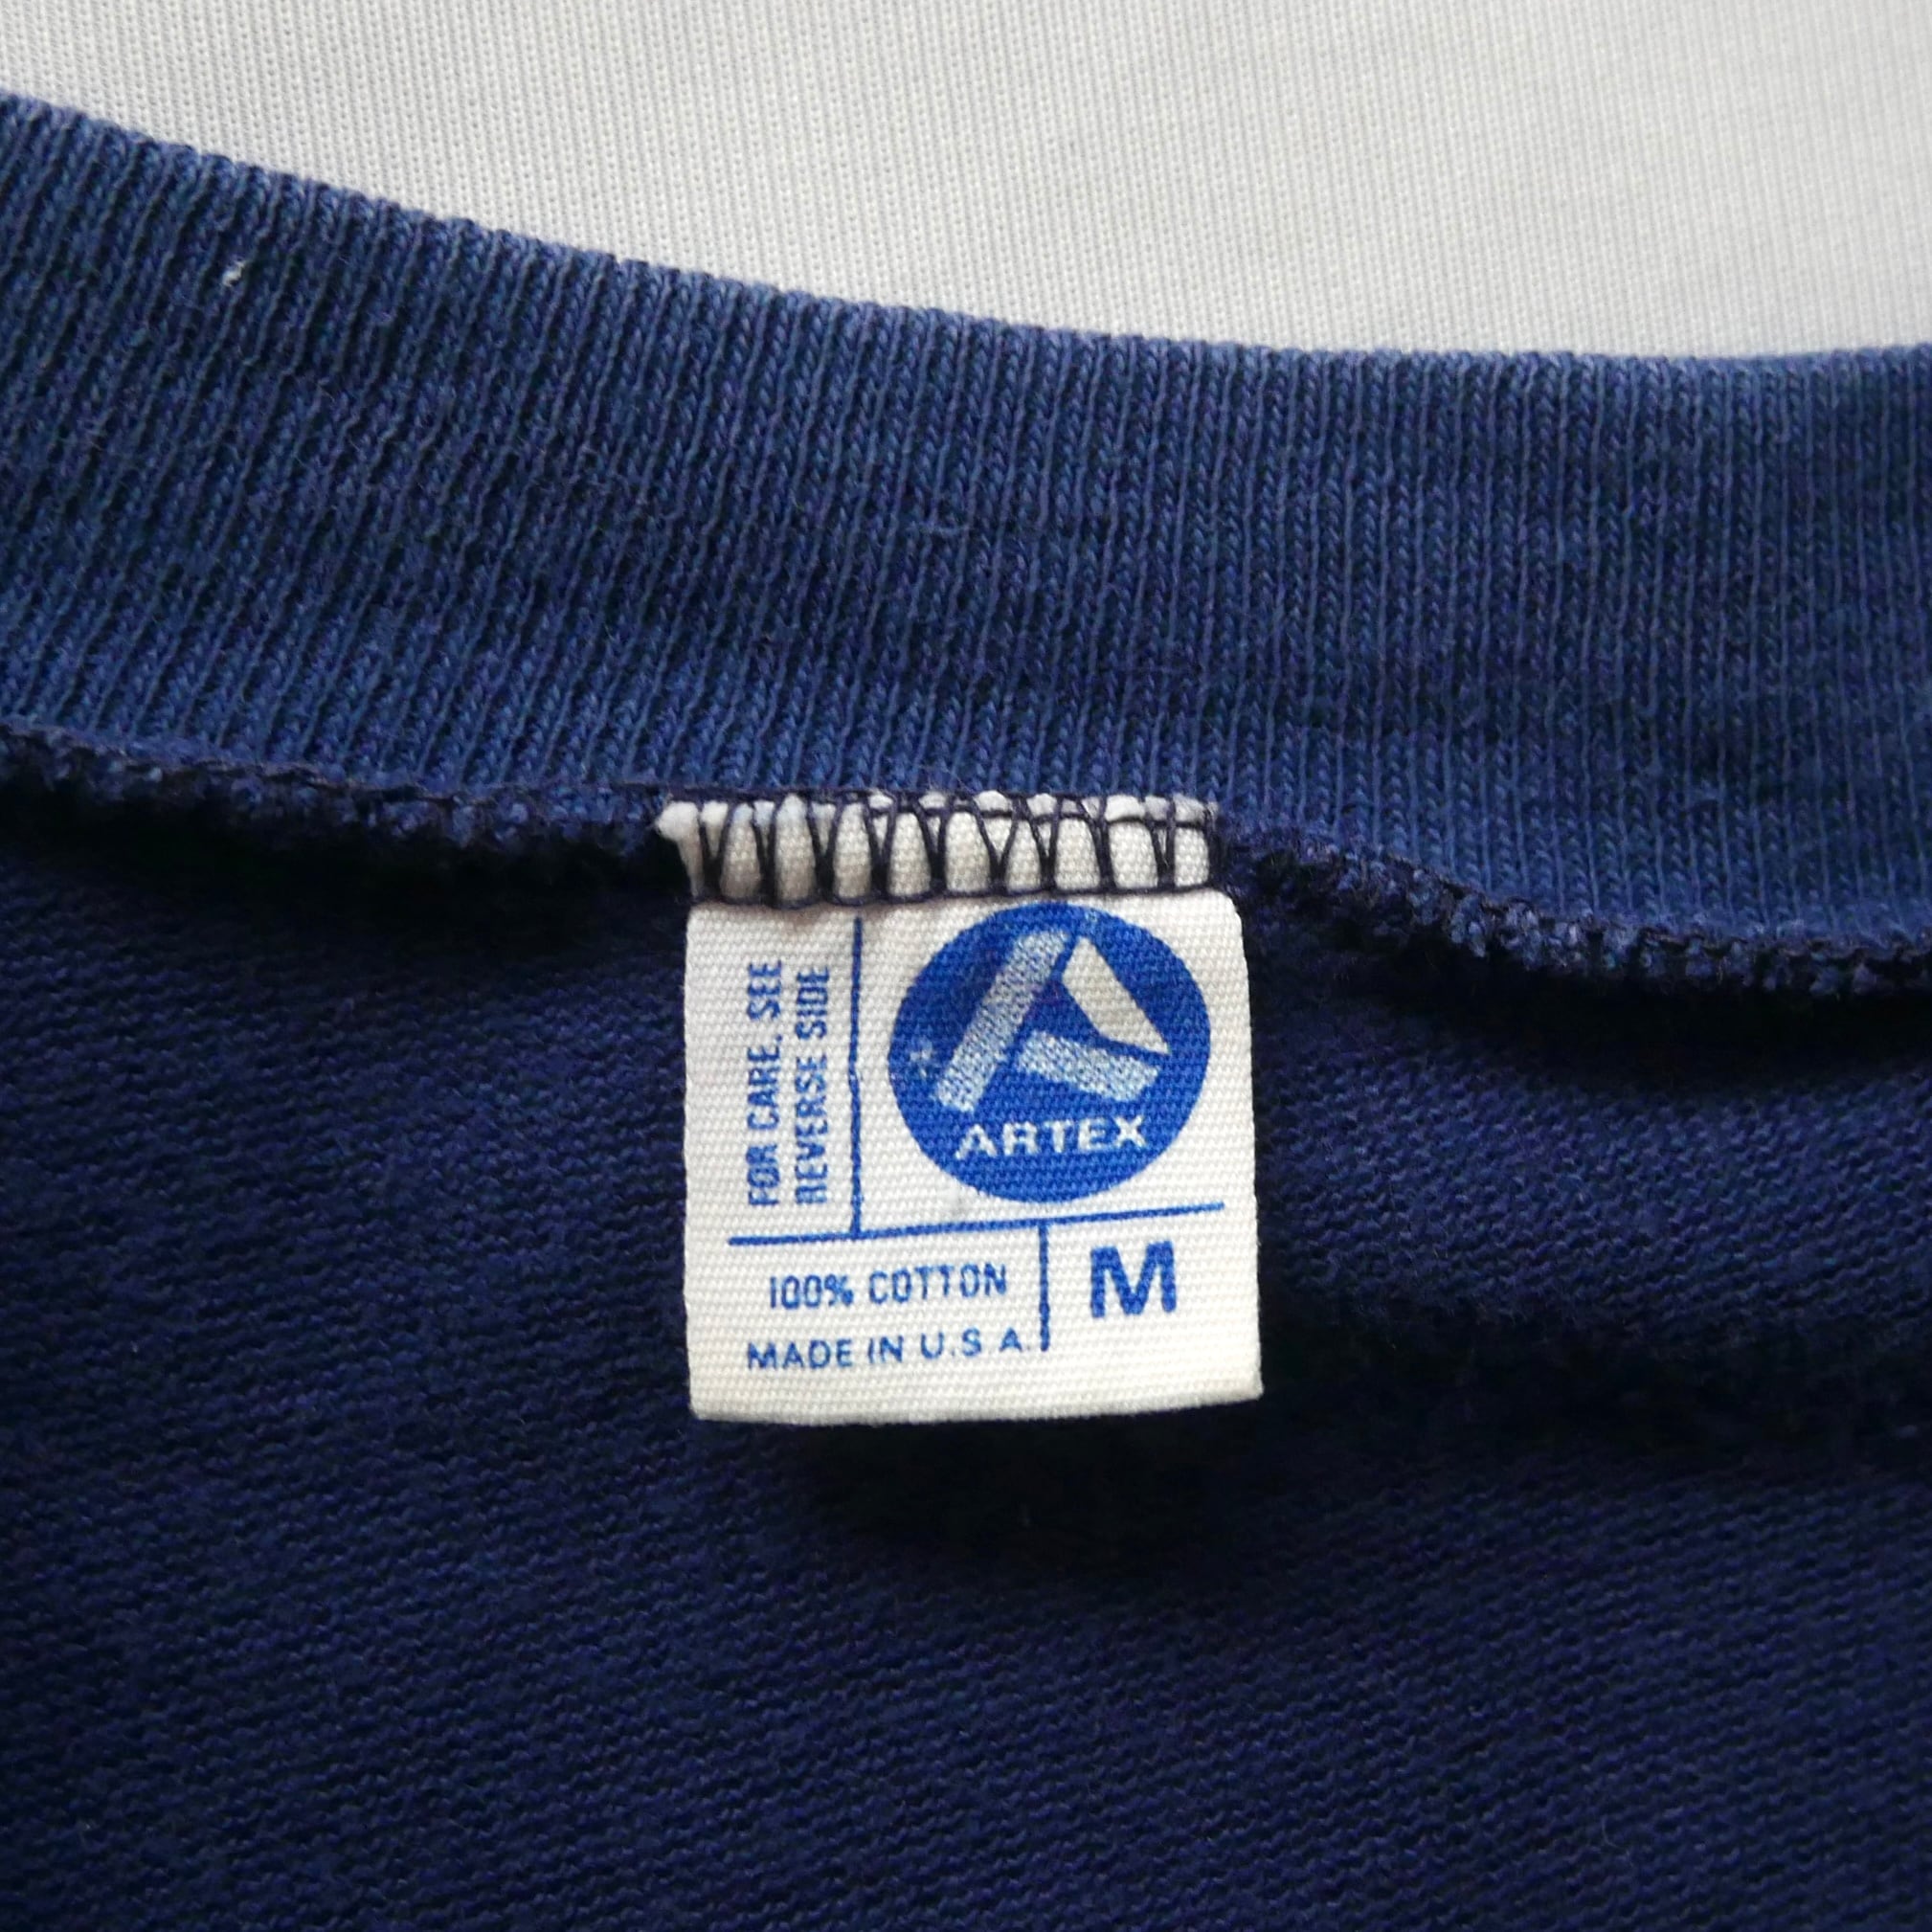 FOR CARE, SEE
REVERSE SIDE
ARTEX
100% COTTON
MADE IN U.S.A.
M